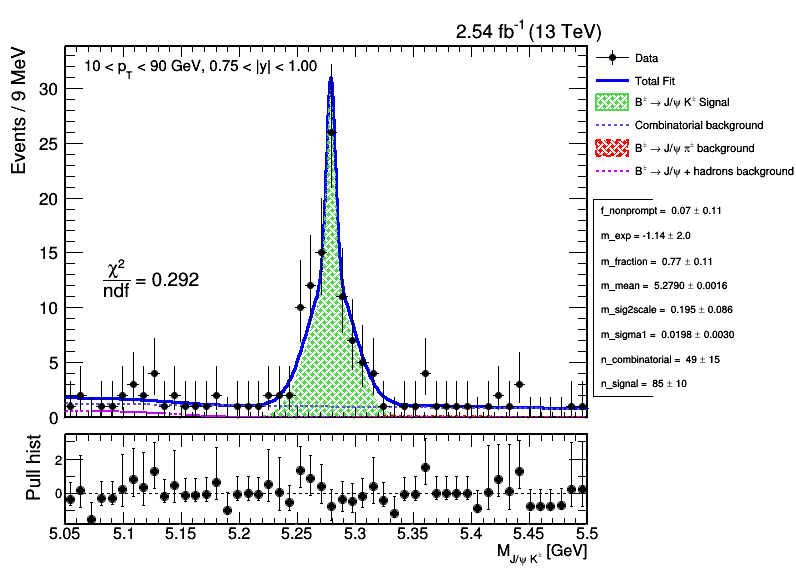 2.54 fb⁻¹ (13 TeV)
Events / 9 MeV
10 < p_T < 90 GeV, 0.75 < |y| < 1.00
30
25
20
15
10
5
0
χ²/ndf = 0.292
Data
Total Fit
B± → J/ψ K± Signal
Combinatorial background
B± → J/ψ π± background
B± → J/ψ + hadrons background
f_nonprompt = 0.07 ± 0.11
m_exp = -1.14 ± 2.0
m_fraction = 0.77 ± 0.11
m_mean = 5.2790 ± 0.0016
m_sig2scale = 0.195 ± 0.086
m_sigma1 = 0.0198 ± 0.0030
n_combinatorial = 49 ± 15
n_signal = 85 ± 10
Pull hist
2
0
5.05 5.1 5.15 5.2 5.25 5.3 5.35 5.4 5.45 5.5
M_J/ψ K± [GeV]